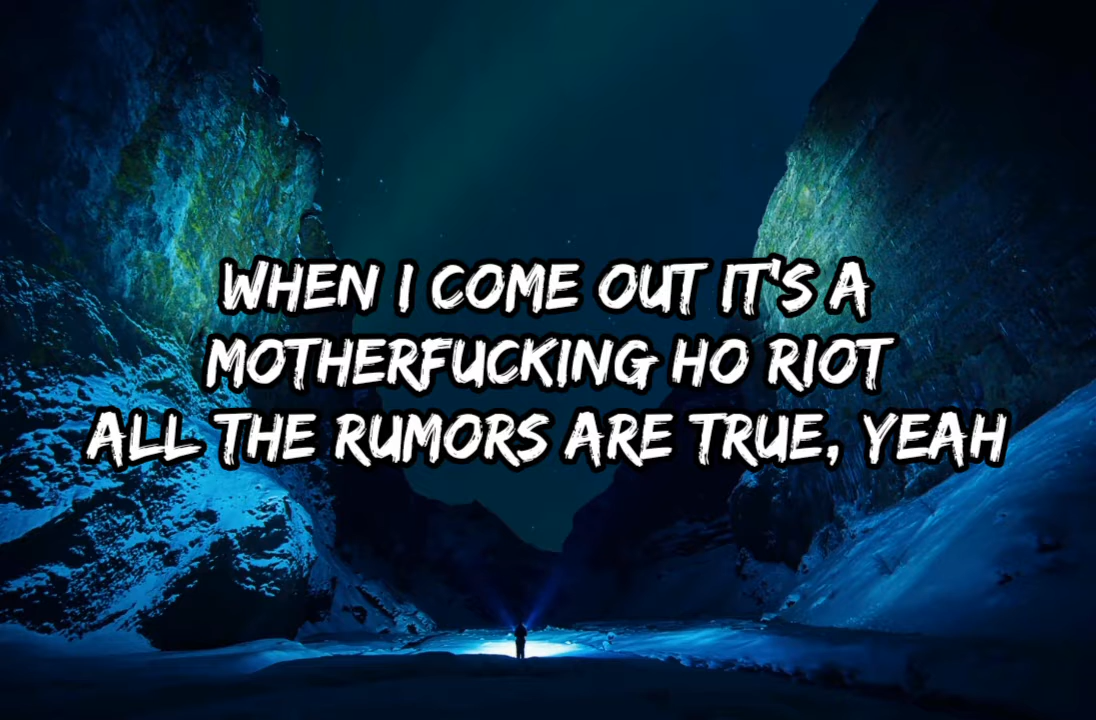 WHEN I COME OUT IT'S A
MOTHERFUCKING HO RIOT
ALL THE RUMORS ARE TRUE, YEAH